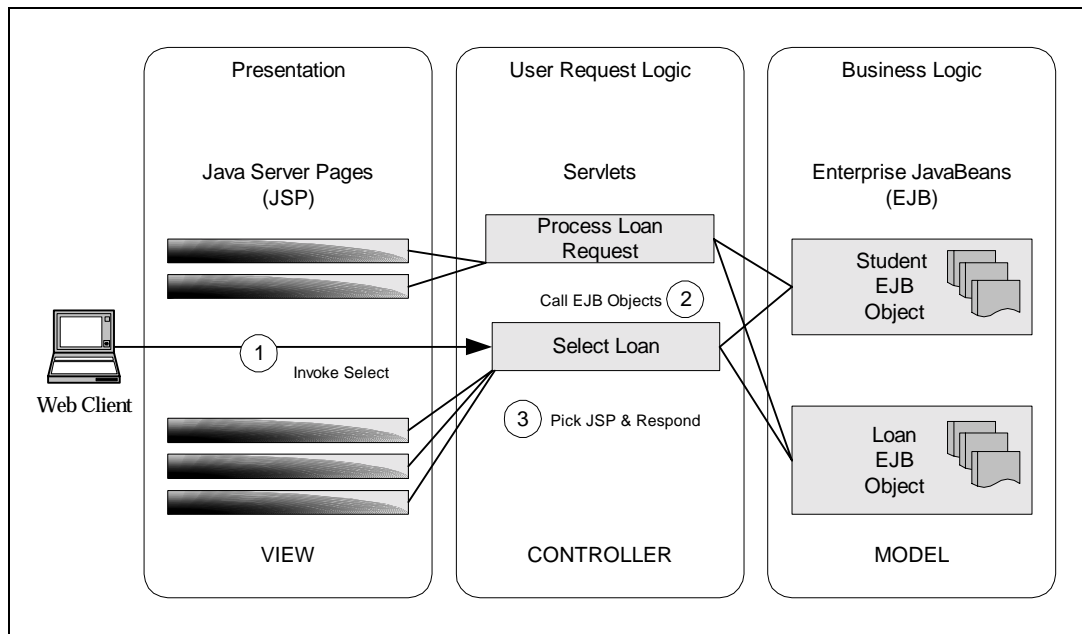 Presentation
User Request Logic
Business Logic
Java Server Pages
(JSP)
Servlets
Enterprise JavaBeans
(EJB)
Process Loan
Request
Student
EJB
Object
Call EJB Objects
2
1
Invoke Select
Select Loan
Web Client
3
Pick JSP & Respond
Loan
EJB
Object
VIEW
CONTROLLER
MODEL